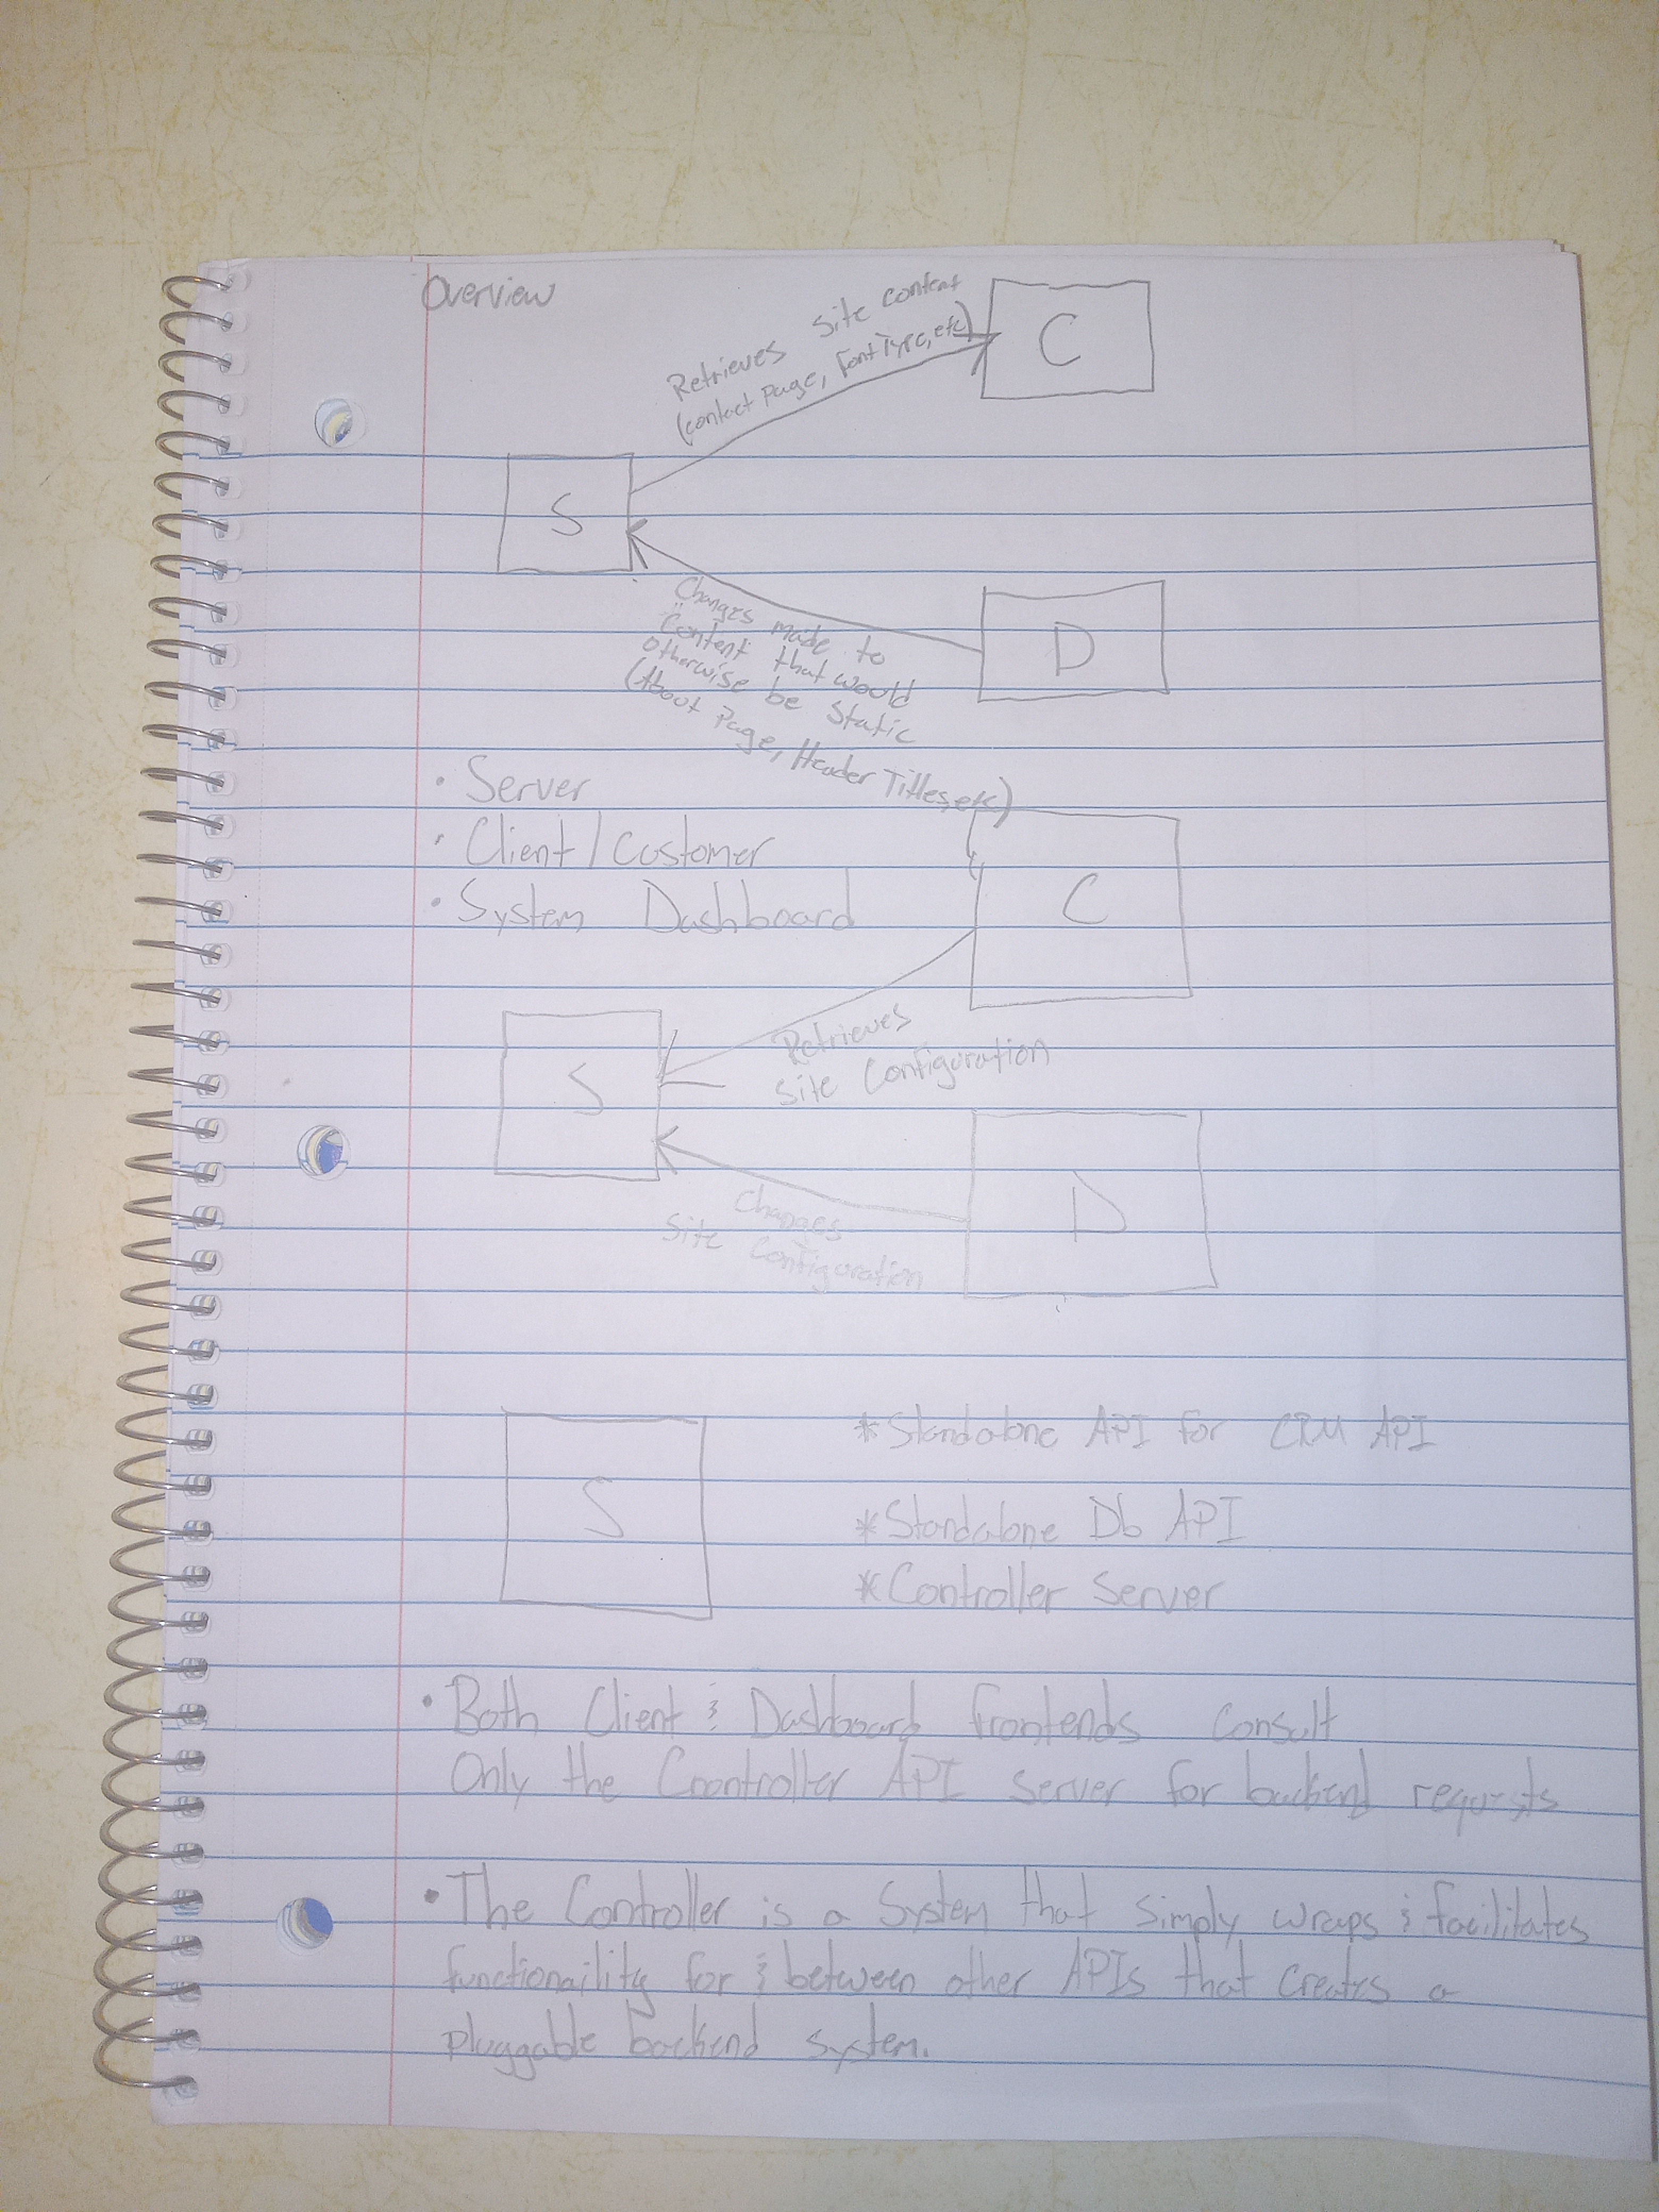 Overview
Retrieves Site content
(contact Page, Font Type, etc)
C
S
Changes made to
Content that would
otherwise be Static
(About Page, Header Titles, etc)
D
• Server
• Client/Customer
• System Dashboard
C
Retrieves
Site Configuration
S
Changes
Site Configuration
D
S
*Standalone API for CRM API
*Standalone Db API
*Controller Server
• Both Client & Dashboard frontends consult
Only the Coontroller API server for backend requests
• The Controller is a System that simply wraps & facilitates
functionaility for & between other APIs that creates a
pluggable backend system.